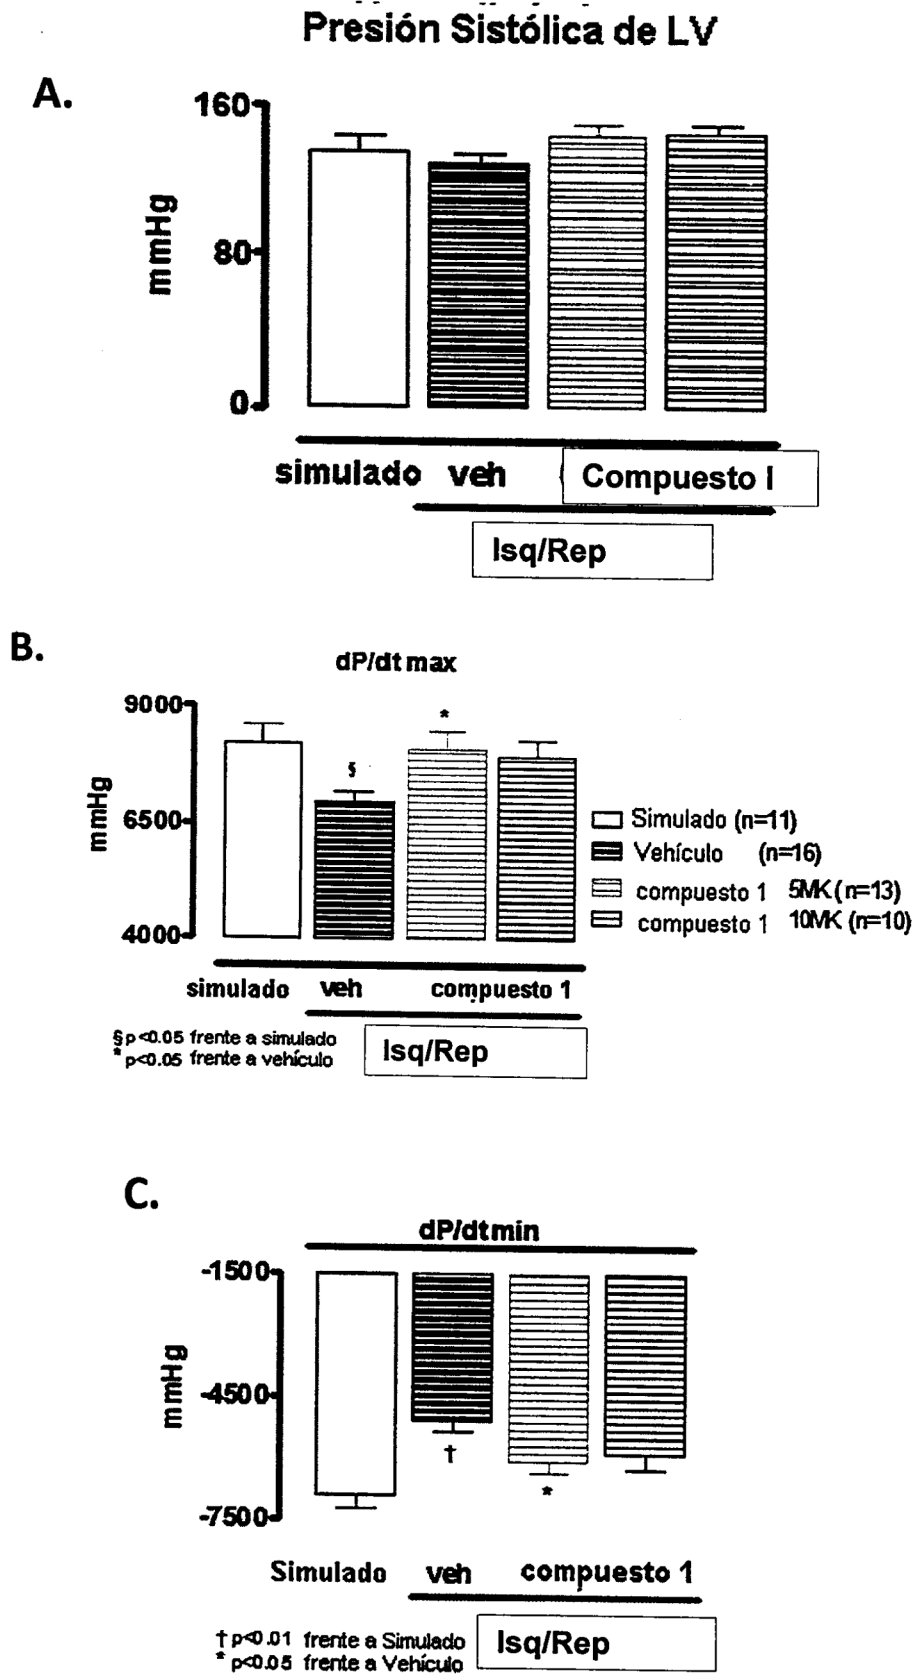 Presión Sistólica de LV
A.
160
80
0
mmHg
simulado veh Compuesto I
Isq/Rep
B.
dP/dt max
9000
6500
4000
mmHg
*
§
Simulado (n=11)
Vehículo (n=16)
compuesto 1 5MK (n=13)
compuesto 1 10MK (n=10)
simulado veh compuesto 1
§ p<0.05 frente a simulado
* p<0.05 frente a vehículo
Isq/Rep
C.
dP/dtmin
-1500
-4500
-7500
mmHg
†
*
Simulado veh compuesto 1
† p<0.01 frente a Simulado
* p<0.05 frente a Vehículo
Isq/Rep